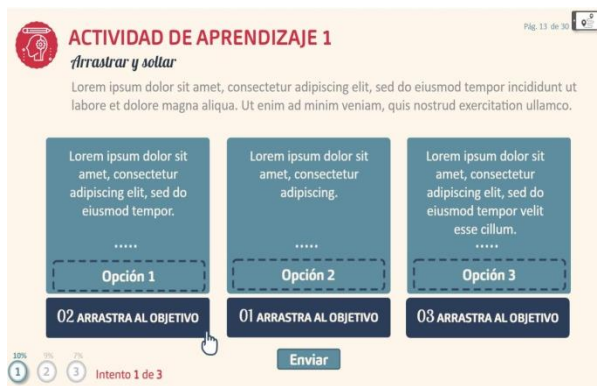 Pág. 13 de 30
ACTIVIDAD DE APRENDIZAJE 1
Arrastrar y soltar
Lorem ipsum dolor sit amet, consectetur adipiscing elit, sed do eiusmod tempor incididunt ut
labore et dolore magna aliqua. Ut enim ad minim veniam, quis nostrud exercitation ullamco.
Lorem ipsum dolor sit
amet, consectetur
adipiscing elit, sed do
eiusmod tempor.
.....
Opción 1
02 ARRASTRA AL OBJETIVO
Lorem ipsum dolor sit
amet, consectetur
adipiscing.
.....
Opción 2
01 ARRASTRA AL OBJETIVO
Lorem ipsum dolor sit
amet, consectetur
adipiscing elit, sed do
eiusmod tempor velit
esse cillum.
.....
Opción 3
03 ARRASTRA AL OBJETIVO
10% 9% 7%
1 2 3 Intento 1 de 3
Enviar